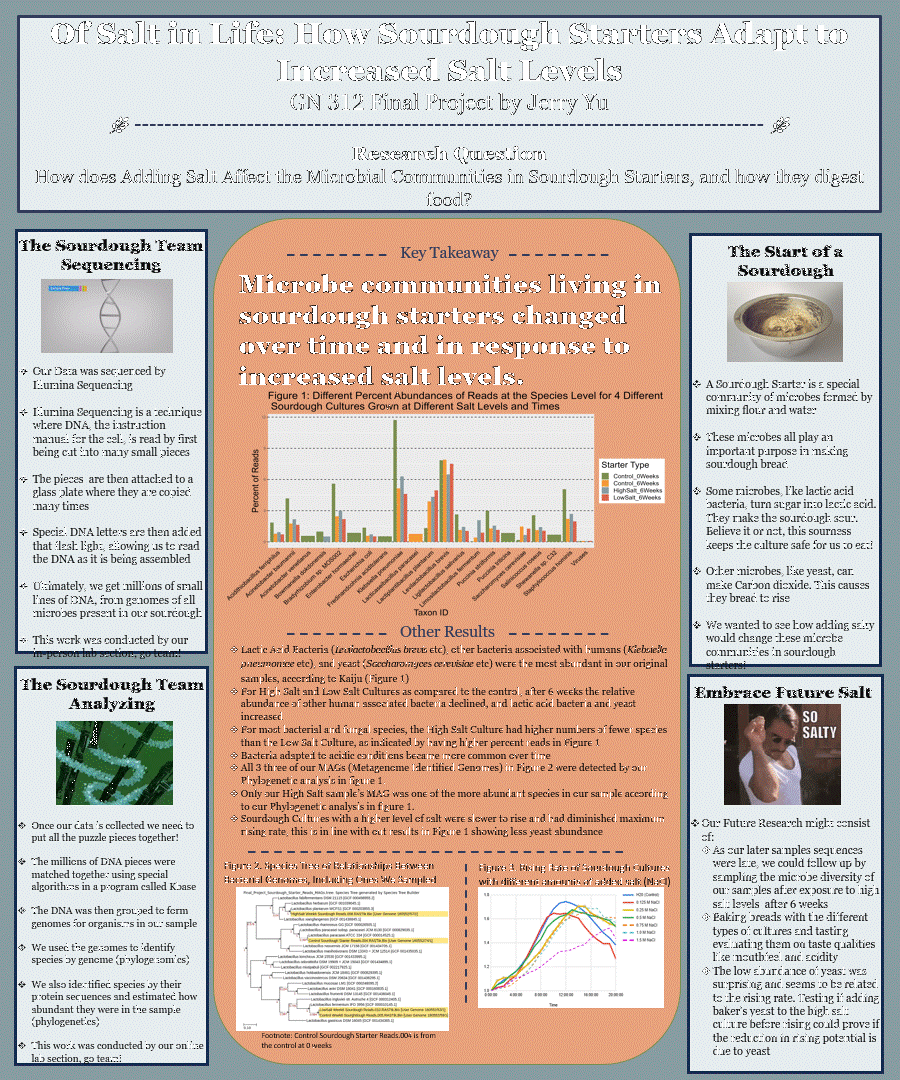 Of Salt in Life: How Sourdough Starters Adapt to
Increased Salt Levels
GN 312 Final Project by Jerry Yu
Research Question
How does Adding Salt Affect the Microbial Communities in Sourdough Starters, and how they digest
food?
The Sourdough Team
Sequencing
Our Data was sequenced by
Illumina Sequencing
Illumina Sequencing is a technique
where DNA, the instruction
manual for the cell, is read by first
being cut into many small pieces
The pieces are then attached to a
glass plate where they are copied
many times
Special DNA letters are then added
that flash light, allowing us to read
the DNA as it is being assembled
Ultimately, we get millions of small
lines of DNA, from genomes of all
microbes present in our sourdough
This work was conducted by our
in-person lab section, go team!
The Sourdough Team
Analyzing
Once our data is collected we need to
put all the puzzle pieces together!
The millions of DNA pieces were
matched together using special
algorithms in a program called Kbase
The DNA was then grouped to form
genomes for organisms in our sample
We used the genomes to identify
species by genome (phylogenomics)
We also identified species by their
protein sequences and estimated how
abundant they were in the sample
(phylogenetics)
This work was conducted by our online
lab section, go team!
Key Takeaway
Microbe communities living in
sourdough starters changed
over time and in response to
increased salt levels.
Figure 1: Different Percent Abundances of Reads at the Species Level for 4 Different
Sourdough Cultures Grown at Different Salt Levels and Times
Percent of Reads
Starter Type
Control_0Weeks
Control_6Weeks
HighSalt_6Weeks
LowSalt_6Weeks
Taxon ID
Other Results
Lactic Acid Bacteria (Levilactobacillus brevis etc), other bacteria associated with humans (Klebsiella
pneumoniae etc), and yeast (Saccharomyces cerevisiae etc) were the most abundant in our original
samples, according to Kaiju (Figure 1)
For High Salt and Low Salt Cultures as compared to the control, after 6 weeks the relative
abundance of other human associated bacteria declined, and lactic acid bacteria and yeast
increased
For most bacterial and fungal species, the High Salt Culture had higher numbers of fewer species
than the Low Salt Culture, as indicated by having higher percent reads in Figure 1
Bacteria adapted to acidic conditions became more common over time
All 3 three of our MAGs (Metagenome Identified Genomes) in Figure 2 were detected by our
Phylogenetic analysis in figure 1
Only our High Salt sample's MAG was one of the more abundant species in our sample according
to our Phylogenetic analysis in figure 1.
Sourdough Cultures with a higher level of salt were slower to rise and had diminished maximum
rising rate, this is in line with out results in Figure 1 showing less yeast abundance
Figure 2. Species Tree of Relationships Between
Bacterial Genomes, Including Ones We Sampled
Footnote: Control Sourdough Starter Reads.004 is from
the control at 0 weeks
with different amounts of added salt (NaCl)
H2O (Control)
Time
The Start of a
Sourdough
A Sourdough Starter is a special
community of microbes formed by
mixing flour and water
These microbes all play an
important purpose in making
sourdough bread
Some microbes, like lactic acid
bacteria, turn sugar into lactic acid.
They make the sourdough sour.
Believe it or not, this sourness
keeps the culture safe for us to eat!
Other microbes, like yeast, can
make Carbon dioxide. This causes
they bread to rise
We wanted to see how adding salty
would change these microbe
communities in sourdough
starters!
Embrace Future Salt
SO
SALTY
Our Future Research might consist
of:
As our later samples sequences
were late, we could follow up by
sampling the microbe diversity of
our samples after exposure to high
salt levels after 6 weeks
Baking breads with the different
types of cultures and tasting
evaluating them on taste qualities
like mouthfeel and acidity
The low abundance of yeast was
surprising and seems to be related
to the rising rate. Testing if adding
baker's yeast to the high salt
culture before rising could prove if
the reduction in rising potential is
due to yeast